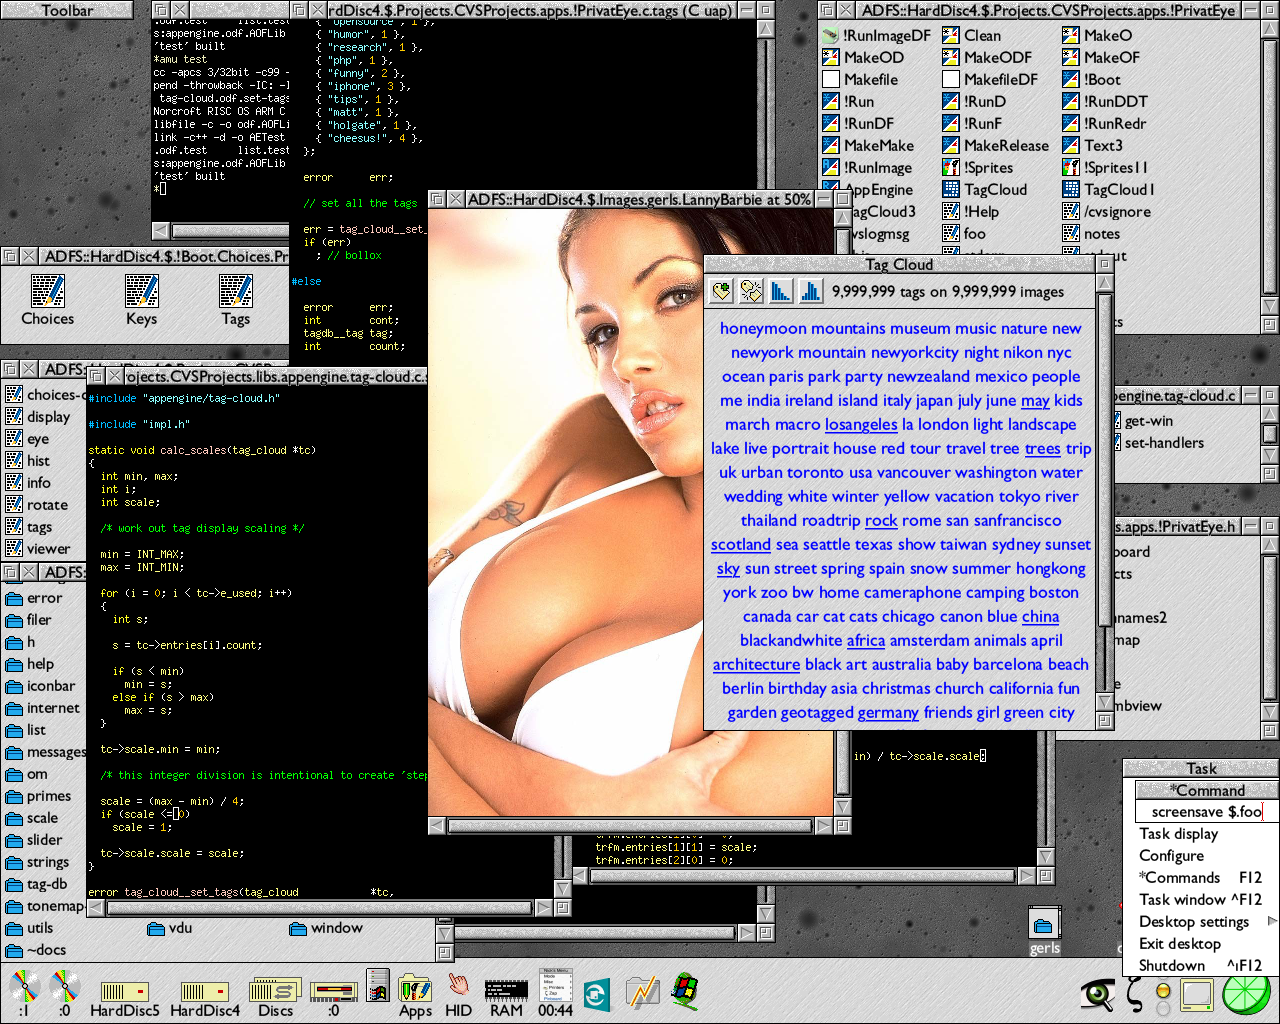 Toolbar
.odf.test    list.test
s:appengine.odf.AOFLib
'test' built
*amu test
cc -apcs 3/32bit -c99 -
pend -throwback -IC: -I
tag-cloud.odf.set-tags
Norcroft RISC OS ARM C
libfile -c -o odf.AOFLi
link -c++ -d -o AETest
.odf.test    list.test
s:appengine.odf.AOFLib
'test' built
*
rdDisc4.$.Projects.CVSProjects.apps.!PrivatEye.c.tags (C uap)
{ "opensource", 1 },
{ "humor", 1 },
{ "research", 1 },
{ "php", 1 },
{ "funny", 2 },
{ "iphone", 3 },
{ "tips", 1 },
{ "matt", 1 },
{ "holgate", 1 },
{ "cheesus!", 4 },
};
error      err;
// set all the tags
err = tag_cloud__set_
if (err)
; // bollox
#else
error      err;
int        cont;
tagdb__tag tag;
int        count;
ADFS::HardDisc4.$.Projects.CVSProjects.apps.!PrivatEye
!RunImageDF Clean MakeO
MakeOD MakeODF MakeOF
Makefile MakefileDF !Boot
!Run !RunD !RunDDT
!RunDF !RunF !RunRedr
MakeMake MakeRelease Text3
!RunImage !Sprites !Sprites11
AppEngine TagCloud TagCloud1
TagCloud3 !Help /cvsignore
vslogmsg foo notes
ADFS::HardDisc4.$.!Boot.Choices.Pr
Choices Keys Tags
display
eye
hist
info
rotate
tags
viewer
error
filer
h
help
iconbar
internet
list
messages
om
primes
scale
slider
strings
tag-db
tonemap
utils vdu window
~docs
ojects.CVSProjects.libs.appengine.tag-cloud.c.
#include "appengine/tag-cloud.h"
#include "impl.h"
static void calc_scales(tag_cloud *tc)
{
int min, max;
int i;
int scale;
/* work out tag display scaling */
min = INT_MAX;
max = INT_MIN;
for (i = 0; i < tc->e_used; i++)
{
int s;
s = tc->entries[i].count;
if (s < min)
min = s;
else if (s > max)
max = s;
}
tc->scale.min = min;
/* this integer division is intentional to create 'step
scale = (max - min) / 4;
if (scale <= 0)
scale = 1;
tc->scale.scale = scale;
}
error tag_cloud__set_tags(tag_cloud            *tc,
ADFS::HardDisc4.$.Images.gerls.LannyBarbie at 50%
Tag Cloud
9,999,999 tags on 9,999,999 images
honeymoon mountains museum music nature new
newyork mountain newyorkcity night nikon nyc
ocean paris park party newzealand mexico people
me india ireland island italy japan july june may kids
march macro losangeles la london light landscape
lake live portrait house red tour travel tree trees trip
uk urban toronto usa vancouver washington water
wedding white winter yellow vacation tokyo river
thailand roadtrip rock rome san sanfrancisco
scotland sea seattle texas show taiwan sydney sunset
sky sun street spring spain snow summer hongkong
york zoo bw home cameraphone camping boston
canada car cat cats chicago canon blue china
blackandwhite africa amsterdam animals april
architecture black art australia baby barcelona beach
berlin birthday asia christmas church california fun
garden geotagged germany friends girl green city
pengine.tag-cloud.c
get-win
set-handlers
s.apps.!PrivatEye.h
in) / tc->scale.scale;
trfm.entries[1][1] = scale;
trfm.entries[2][0] = 0;
Task
*Command
screensave $.foo
Task display
Configure
*Commands F12
Task window ^F12
Desktop settings
Exit desktop
Shutdown ^⇧F12
gerls
:1 :0 HardDisc5 HardDisc4 Discs :0 Apps HID RAM 00:44